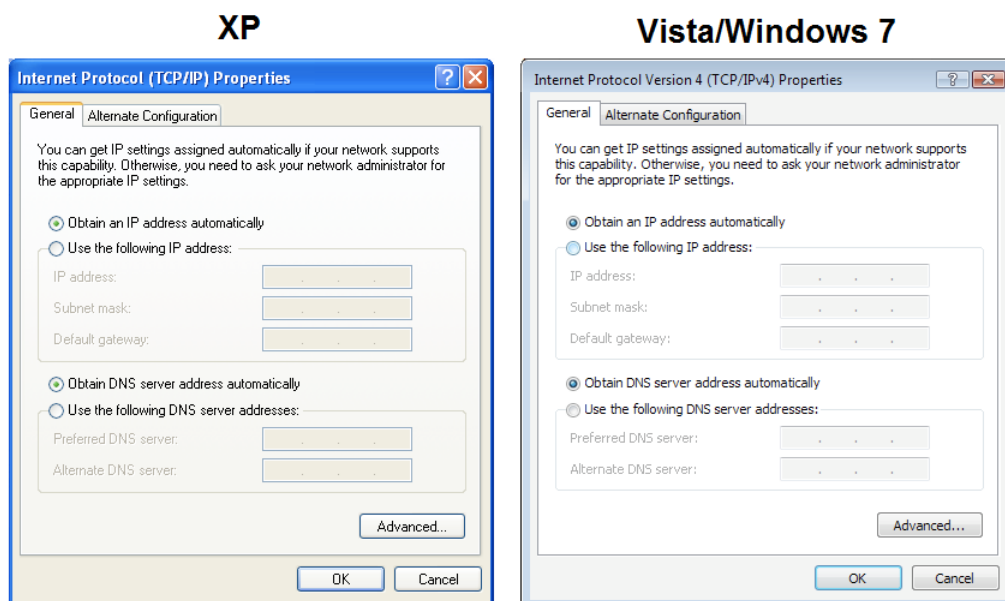 XP
Internet Protocol (TCP/IP) Properties
General
Alternate Configuration
You can get IP settings assigned automatically if your network supports
this capability. Otherwise, you need to ask your network administrator for
the appropriate IP settings.
Obtain an IP address automatically
Use the following IP address:
IP address:
Subnet mask:
Default gateway:
Obtain DNS server address automatically
Use the following DNS server addresses:
Preferred DNS server:
Alternate DNS server:
Advanced...
OK
Cancel
Vista/Windows 7
Internet Protocol Version 4 (TCP/IPv4) Properties
General
Alternate Configuration
You can get IP settings assigned automatically if your network supports
this capability. Otherwise, you need to ask your network administrator
for the appropriate IP settings.
Obtain an IP address automatically
Use the following IP address:
IP address:
Subnet mask:
Default gateway:
Obtain DNS server address automatically
Use the following DNS server addresses:
Preferred DNS server:
Alternate DNS server:
Advanced...
OK
Cancel